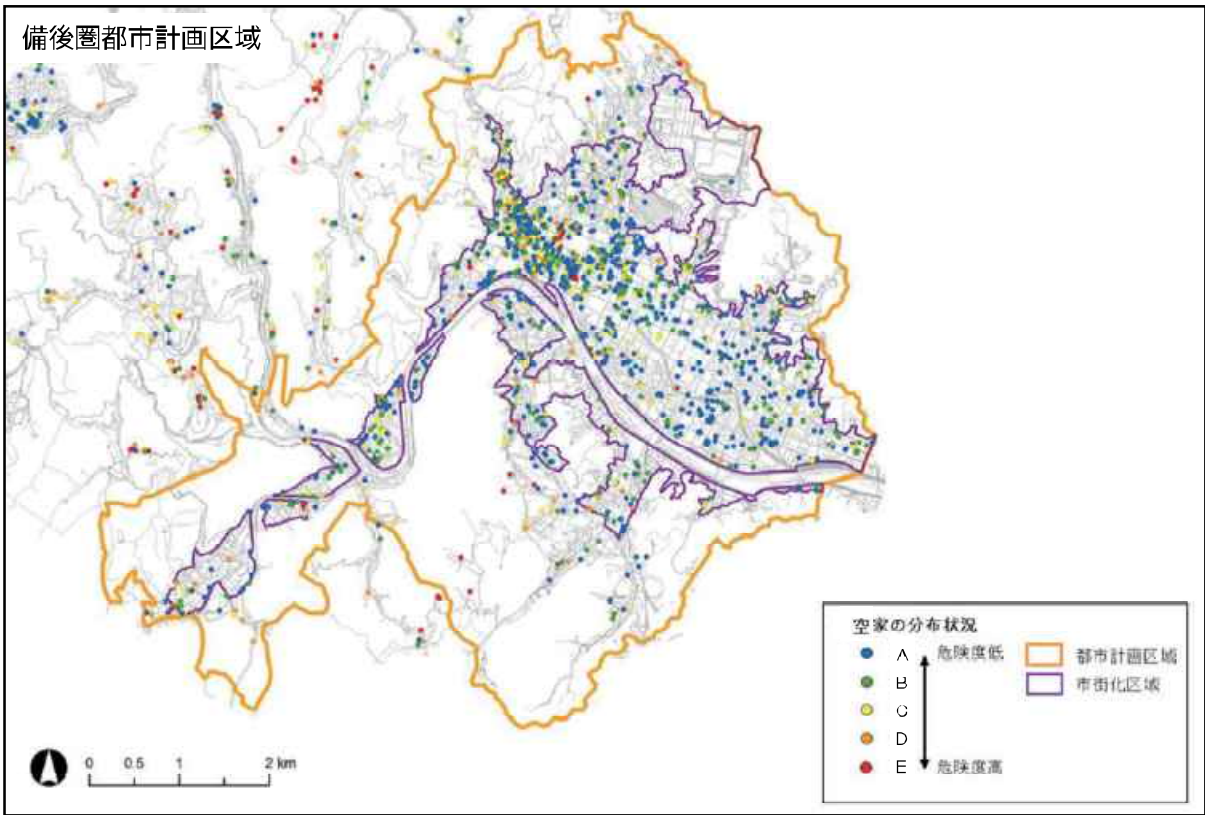 備後圏都市計画区域
空家の分布状況
A 危険度低
B
C
D
E 危険度高
都市計画区域
市街化区域
0 0.5 1 2 km